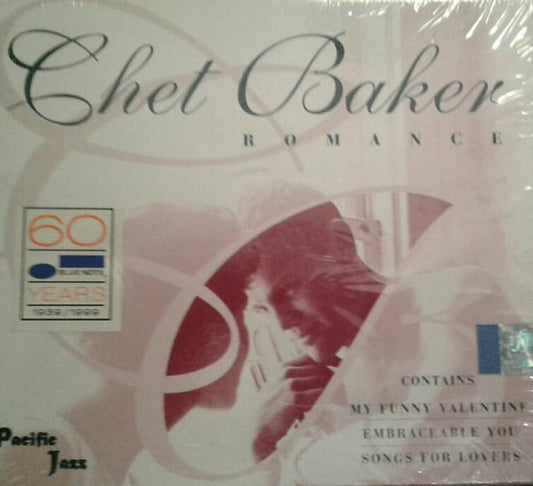 Chet Baker
ROMANCE
60
BLUE NOTE
YEARS
1939/1999
CONTAINS
MY FUNNY VALENTINE
EMBRACEABLE YOU
SONGS FOR LOVERS
Pacific
Jazz